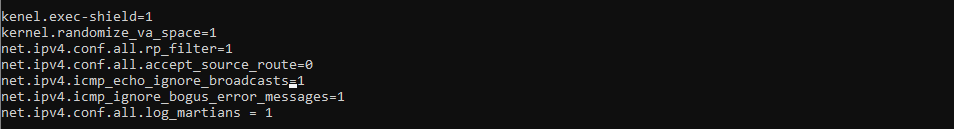 kenel.exec-shield=1
kernel.randomize_va_space=1
net.ipv4.conf.all.rp_filter=1
net.ipv4.conf.all.accept_source_route=0
net.ipv4.icmp_echo_ignore_broadcasts=1
net.ipv4.icmp_ignore_bogus_error_messages=1
net.ipv4.conf.all.log_martians = 1